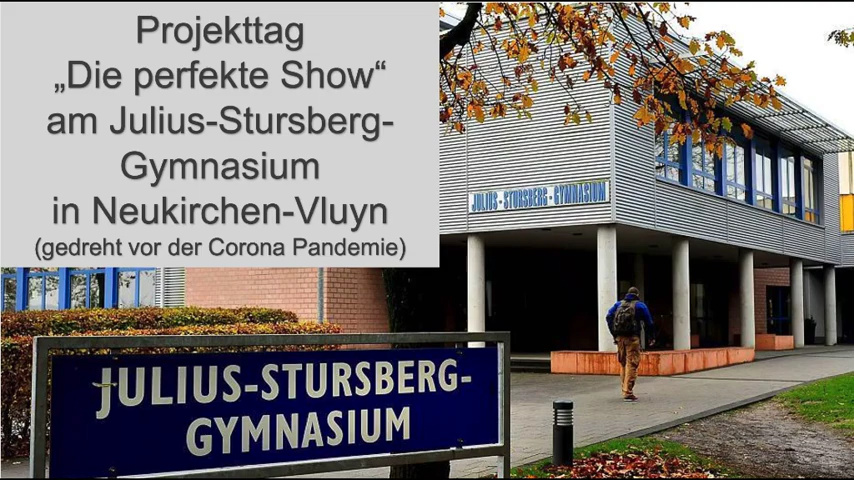 Projekttag
„Die perfekte Show“
am Julius-Stursberg-
Gymnasium
in Neukirchen-Vluyn
(gedreht vor der Corona Pandemie)
JULIUS - STURSBERG - GYMNASIUM
JULIUS-STURSBERG-
GYMNASIUM